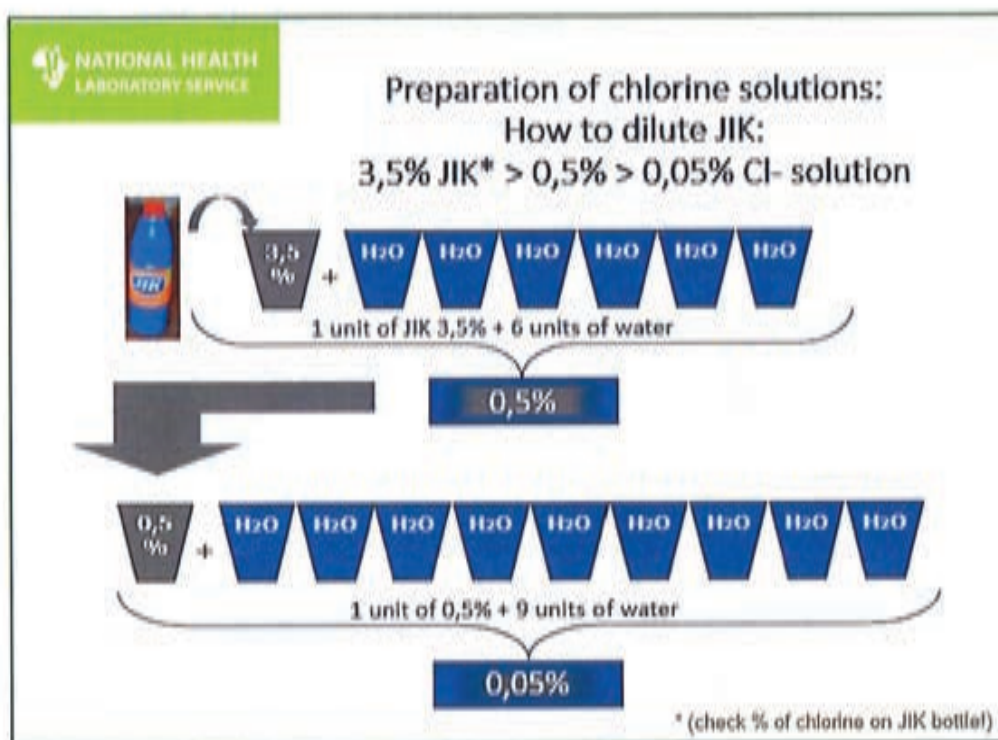 NATIONAL HEALTH
LABORATORY SERVICE
Preparation of chlorine solutions:
How to dilute JIK:
3,5% JIK* > 0,5% > 0,05% Cl- solution
JIK
3,5
%
+
H2O H2O H2O H2O H2O H2O
1 unit of JIK 3,5% + 6 units of water
0,5%
0,5
%
+
H2O H2O H2O H2O H2O H2O H2O H2O H2O
1 unit of 0,5% + 9 units of water
0,05%
* (check % of chlorine on JIK bottle!)